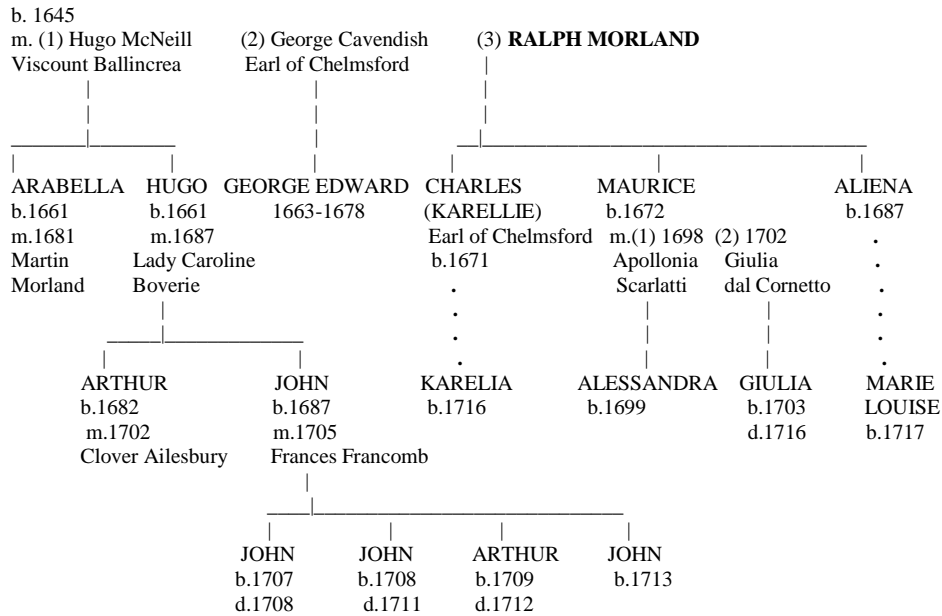 b. 1645
m. (1) Hugo McNeill (2) George Cavendish (3) RALPH MORLAND
Viscount Ballincrea Earl of Chelmsford
ARABELLA HUGO GEORGE EDWARD CHARLES MAURICE ALIENA
b.1661 b.1661 1663-1678 (KARELLIE) b.1672 b.1687
m.1681 m.1687 Earl of Chelmsford m.(1) 1698 (2) 1702
Martin Lady Caroline b.1671 Apollonia Giulia
Morland Boverie Scarlatti dal Cornetto
ARTHUR JOHN KARELIA ALESSANDRA GIULIA MARIE
b.1682 b.1687 b.1716 b.1699 b.1703 LOUISE
m.1702 m.1705 d.1716 b.1717
Clover Ailesbury Frances Francomb
JOHN JOHN ARTHUR JOHN
b.1707 b.1708 b.1709 b.1713
d.1708 d.1711 d.1712